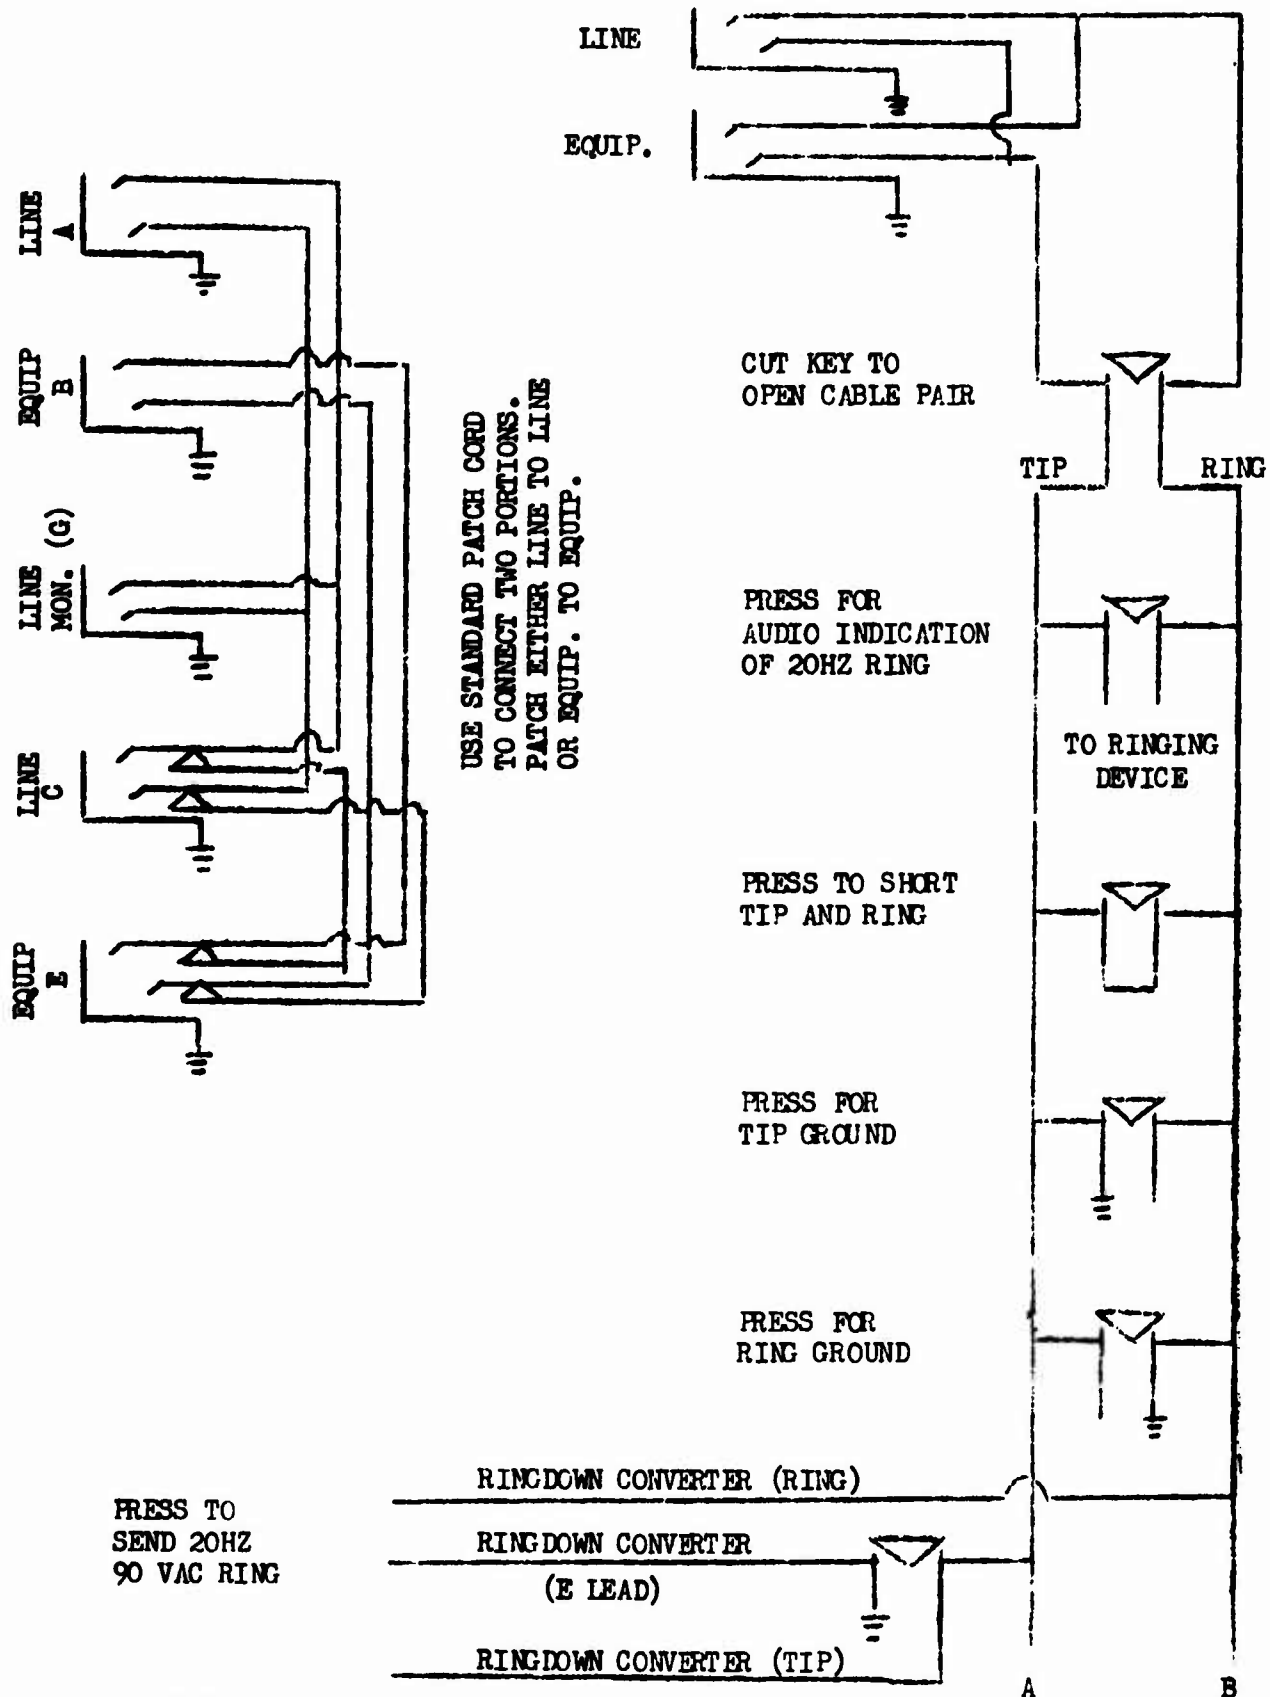 LINE
EQUIP.
LINE
A
EQUIP
B
LINE
MON. (G)
LINE
C
EQUIP
E
USE STANDARD PATCH CORD
TO CONNECT TWO PORTIONS.
PATCH EITHER LINE TO LINE
OR EQUIP. TO EQUIP.
CUT KEY TO
OPEN CABLE PAIR
TIP
RING
PRESS FOR
AUDIO INDICATION
OF 20HZ RING
TO RINGING
DEVICE
PRESS TO SHORT
TIP AND RING
PRESS FOR
TIP GROUND
PRESS FOR
RING GROUND
PRESS TO
SEND 20HZ
90 VAC RING
RINGDOWN CONVERTER (RING)
RINGDOWN CONVERTER
(E LEAD)
RINGDOWN CONVERTER (TIP)
A
B